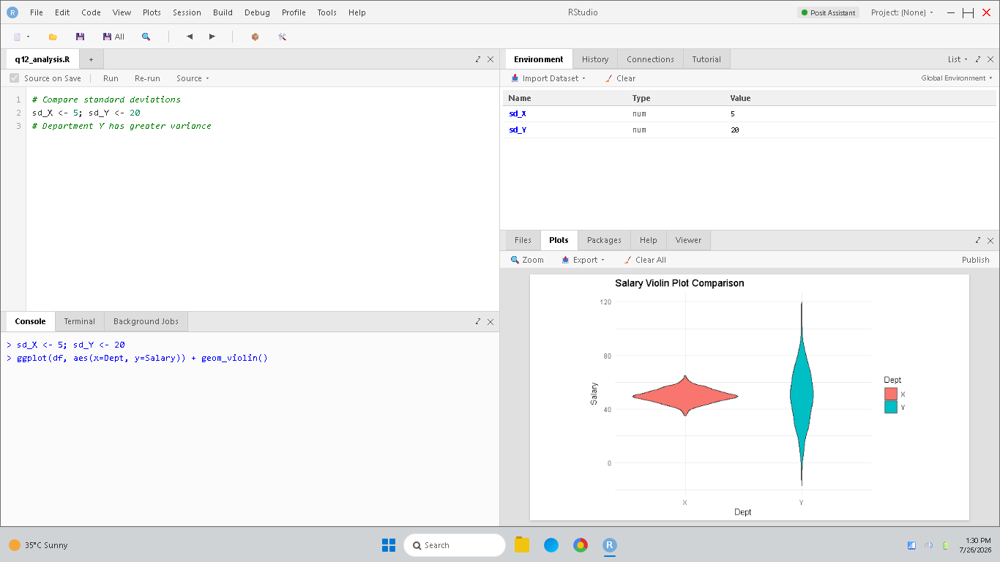 R File Edit Code View Plots Session Build Debug Profile Tools Help RStudio Posit Assistant Project: (None)
All
q12_analysis.R +
Source on Save Run Re-run Source
1 # Compare standard deviations
2 sd_X <- 5; sd_Y <- 20
3 # Department Y has greater variance
Console Terminal Background Jobs
> sd_X <- 5; sd_Y <- 20
> ggplot(df, aes(x=Dept, y=Salary)) + geom_violin()
Environment History Connections Tutorial List
Import Dataset Clear Global Environment
Name Type Value
sd_X num 5
sd_Y num 20
Files Plots Packages Help Viewer
Zoom Export Clear All Publish
Salary Violin Plot Comparison
120
80
40
0
Salary
X Y
Dept
Dept
X
Y
35°C Sunny Search R 1:30 PM
7/26/2026